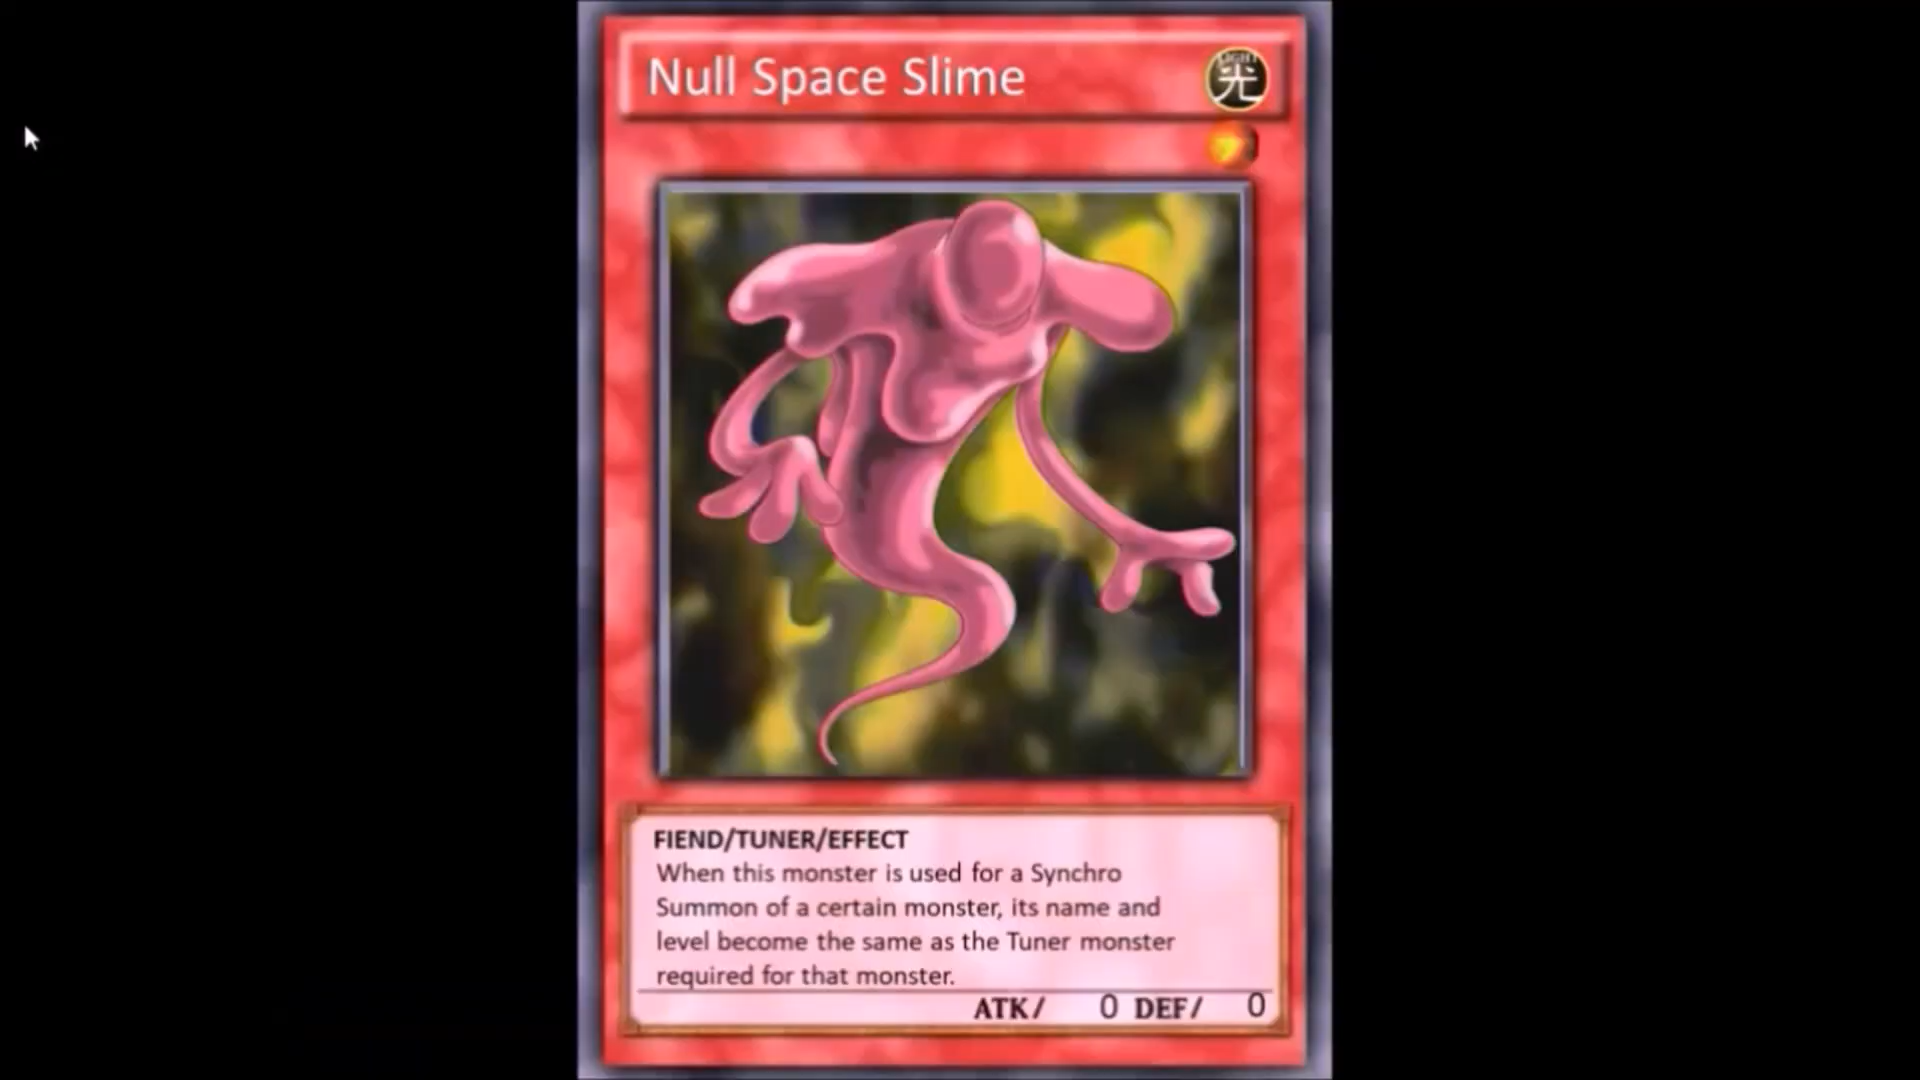 Null Space Slime
LIGHT
光
FIEND/TUNER/EFFECT
When this monster is used for a Synchro
Summon of a certain monster, its name and
level become the same as the Tuner monster
required for that monster.
ATK/ 0 DEF/ 0